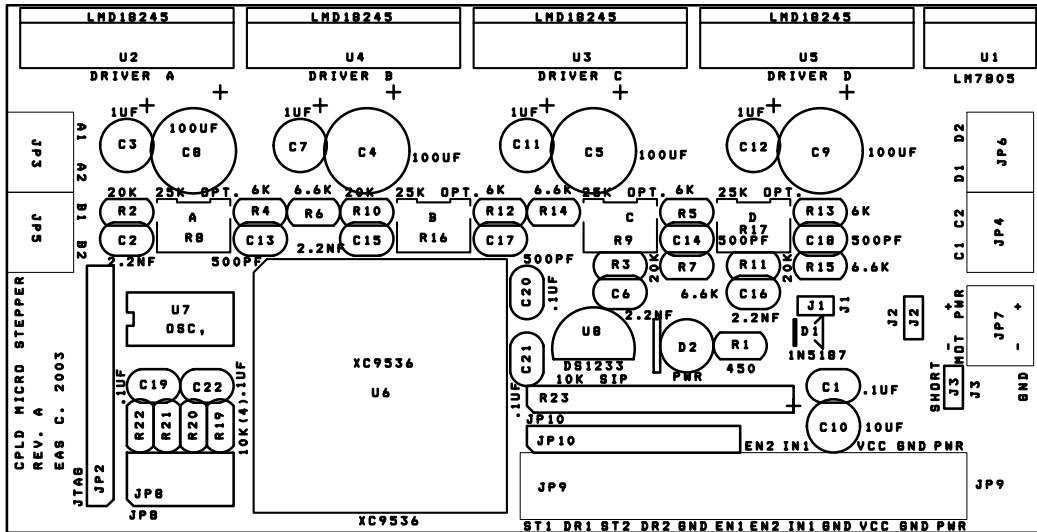 LMD18245 LMD18245 LMD18245 LMD18245
U2 U4 U3 U5 U1
DRIVER A DRIVER B DRIVER C DRIVER D LM7805
1UF 1UF 1UF 1UF
JP3 A1 A2 C3 100UF C8 C7 C4 100UF C11 C5 100UF C12 C9 100UF D2 D1 JP6
20K 25K OPT. 6K 6.6K 20K 25K OPT. 6K 6.6K 25K OPT. 6K 25K OPT.
JP5 B1 B2 R2 A R4 R6 R10 B R12 R14 C R5 D R13 6K C2 C1 JP4
C2 R8 C13 C15 R16 C17 R9 C14 500PF R17 C18 500PF
2.2NF 500PF 2.2NF 500PF R3 20K R7 R11 20K R15 6.6K
C20 .1UF C6 6.6K C16
2.2NF 2.2NF
U7
OSC,
U8 D2 R1 J1 J1 D1 J2 J2 MOT PWR + - JP7 + -
DS1233 PWR 450 1N5187
XC9536
U6
C21 .1UF
10K SIP
.1UF C19 C22 .1UF
R23 C1 .1UF SHORT J3 J3 GND
R22 R21 R20 R19 10K(4)
JP10
JP10 C10 10UF
EN2 IN1 VCC GND PWR
CPLD MICRO STEPPER
REV. A
EAS C. 2003
JTAG JP2
JP8
JP8
JP9 JP9
XC9536
ST1 DR1 ST2 DR2 GND EN1 EN2 IN1 GND VCC GND PWR